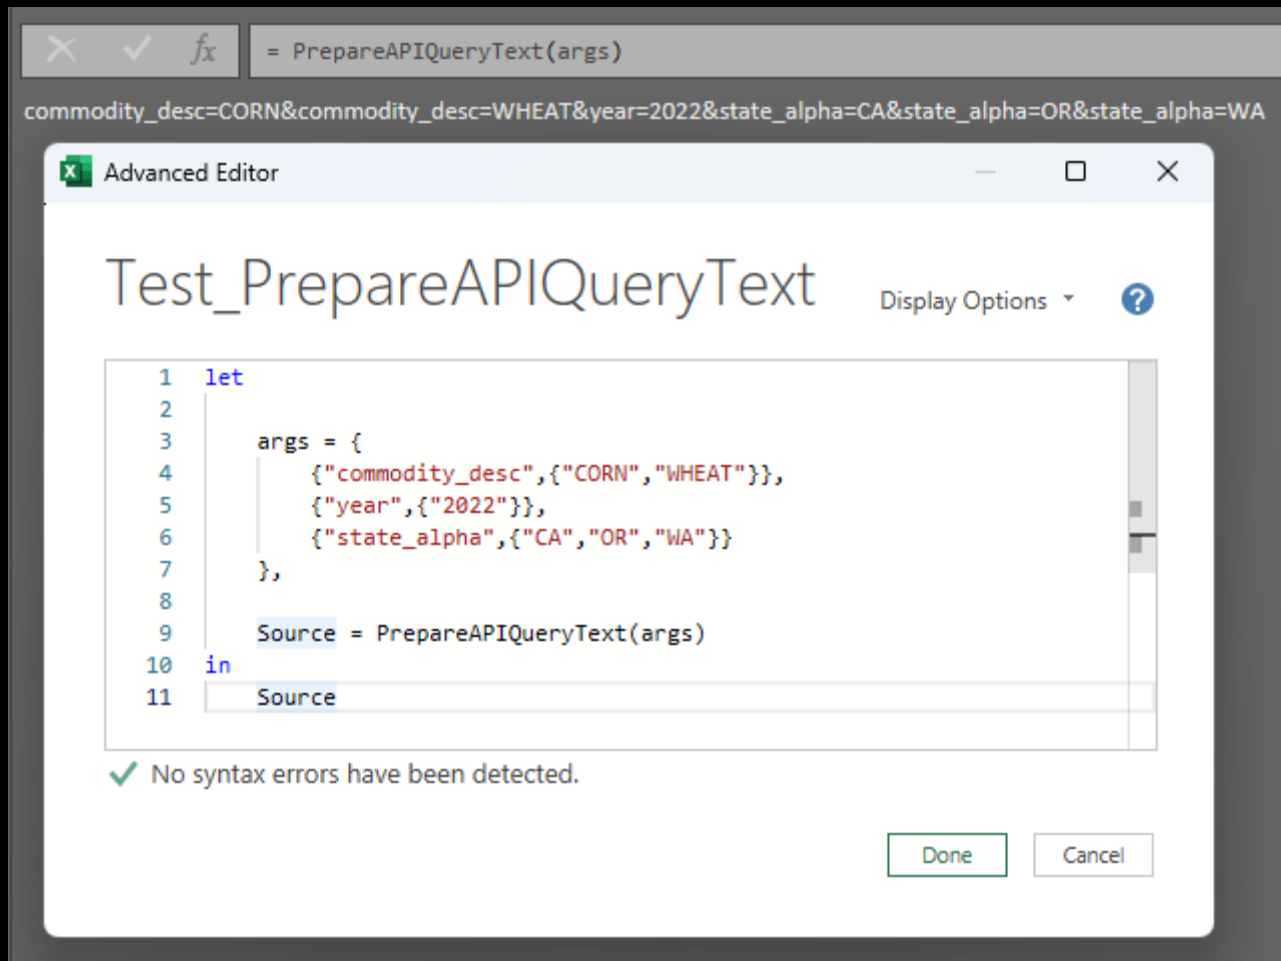 fx = PrepareAPIQueryText(args)
commodity_desc=CORN&commodity_desc=WHEAT&year=2022&state_alpha=CA&state_alpha=OR&state_alpha=WA
Advanced Editor
Test_PrepareAPIQueryText
Display Options
?
1 let
2
3 args = {
4 {"commodity_desc",{"CORN","WHEAT"}},
5 {"year",{"2022"}},
6 {"state_alpha",{"CA","OR","WA"}}
7 },
8
9 Source = PrepareAPIQueryText(args)
10 in
11 Source
No syntax errors have been detected.
Done Cancel